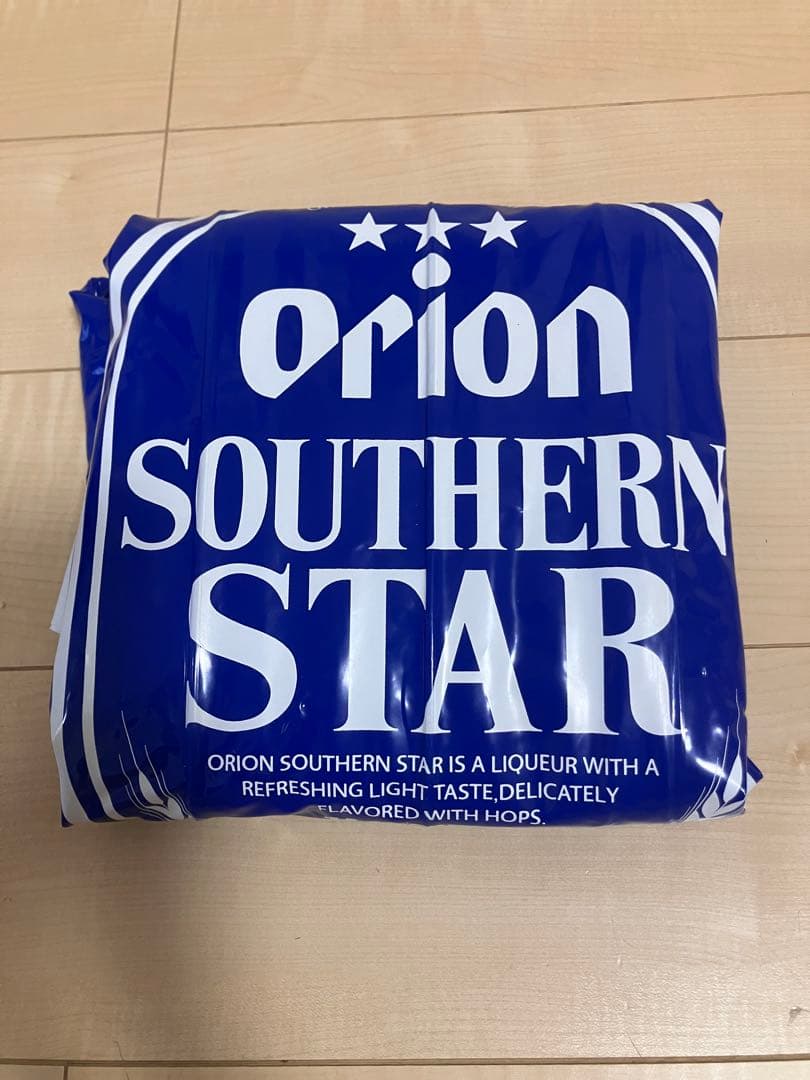 orion
SOUTHERN
STAR
ORION SOUTHERN STAR IS A LIQUEUR WITH A
REFRESHING LIGHT TASTE,DELICATELY
FLAVORED WITH HOPS.